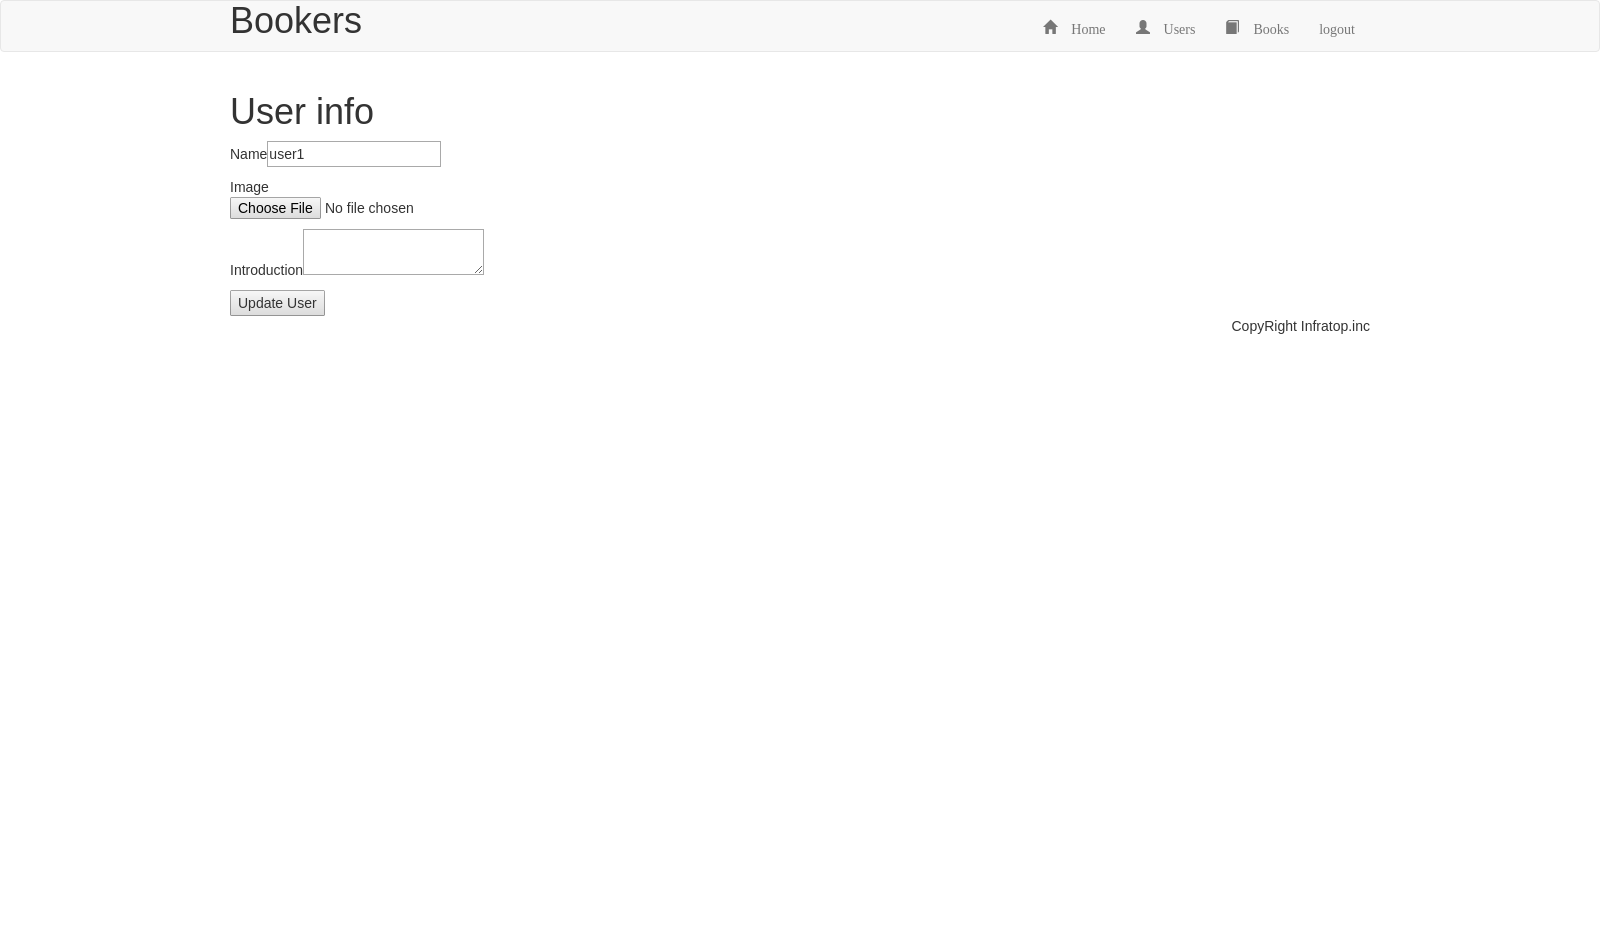 Bookers
Home Users Books logout
User info
Name user1
Image
Choose File No file chosen
Introduction
Update User
CopyRight Infratop.inc